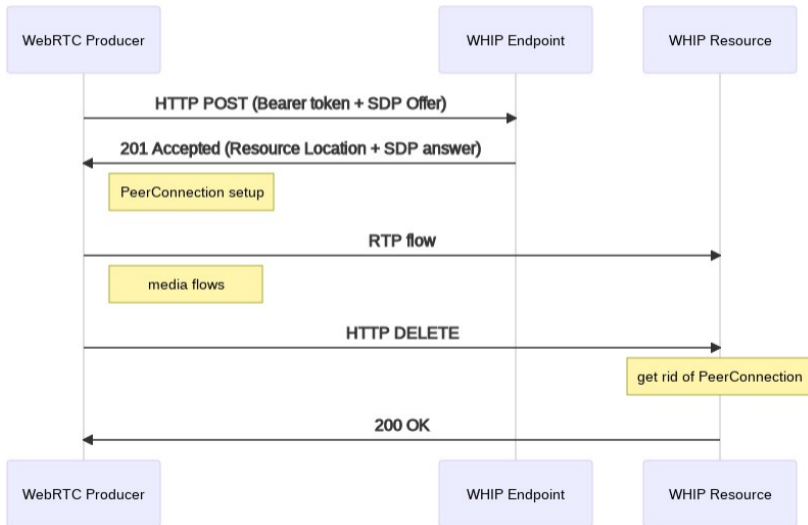 WebRTC Producer
WHIP Endpoint
WHIP Resource
HTTP POST (Bearer token + SDP Offer)
201 Accepted (Resource Location + SDP answer)
PeerConnection setup
RTP flow
media flows
HTTP DELETE
get rid of PeerConnection
200 OK
WebRTC Producer
WHIP Endpoint
WHIP Resource